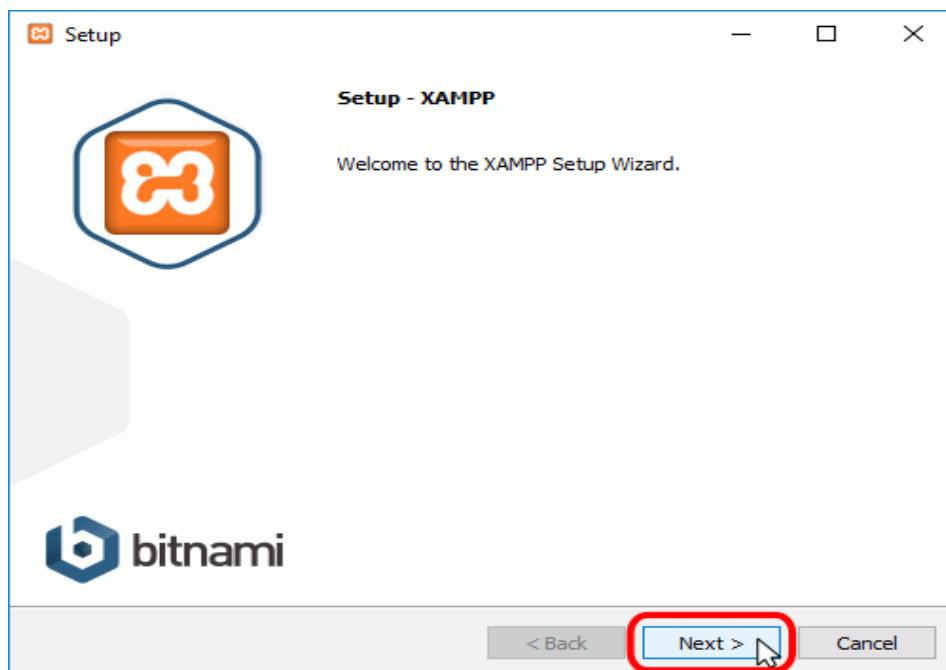 Setup
Setup - XAMPP
Welcome to the XAMPP Setup Wizard.
bitnami
< Back
Next >
Cancel